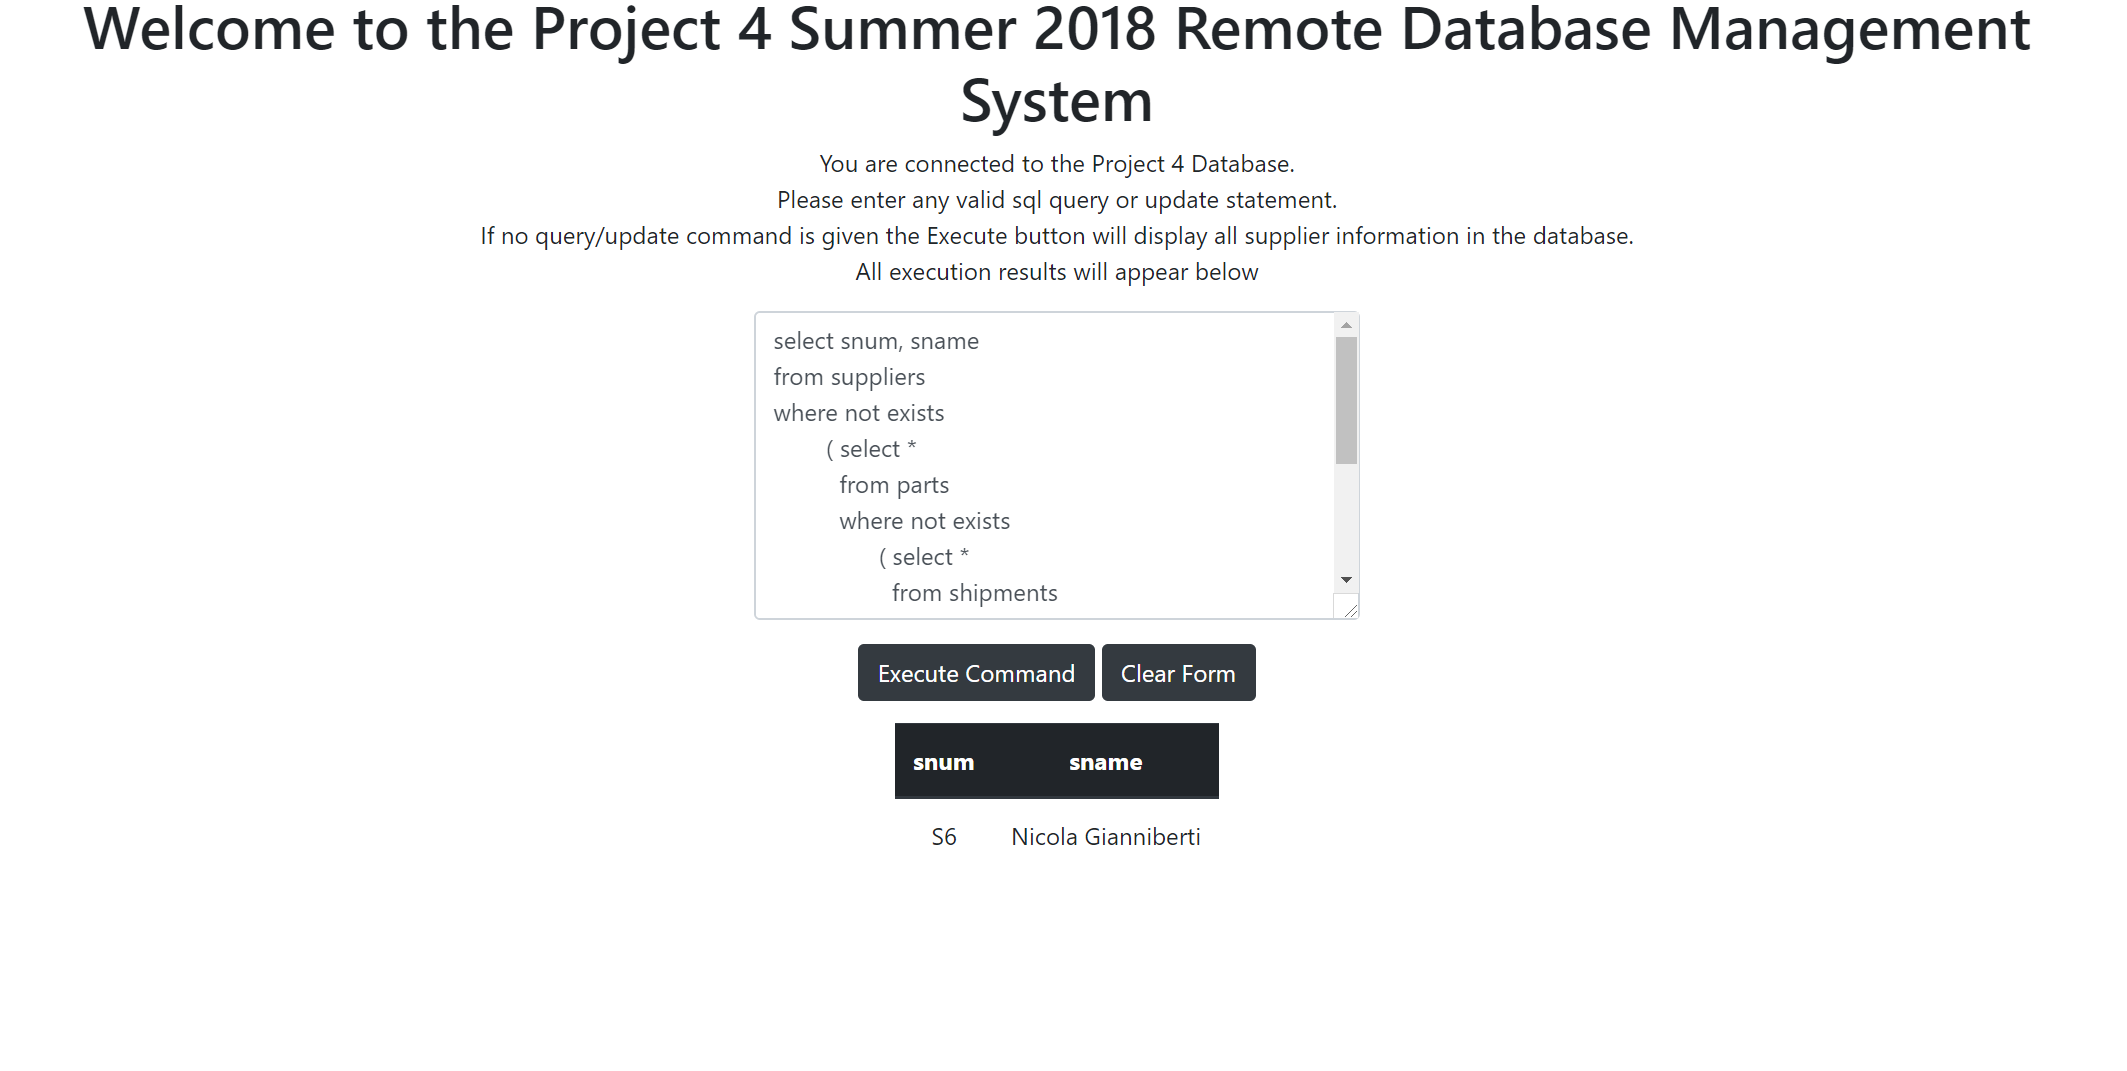 Welcome to the Project 4 Summer 2018 Remote Database Management
System
You are connected to the Project 4 Database.
Please enter any valid sql query or update statement.
If no query/update command is given the Execute button will display all supplier information in the database.
All execution results will appear below
select snum, sname
from suppliers
where not exists
( select *
from parts
where not exists
( select *
from shipments
Execute Command Clear Form
snum sname
S6 Nicola Gianniberti